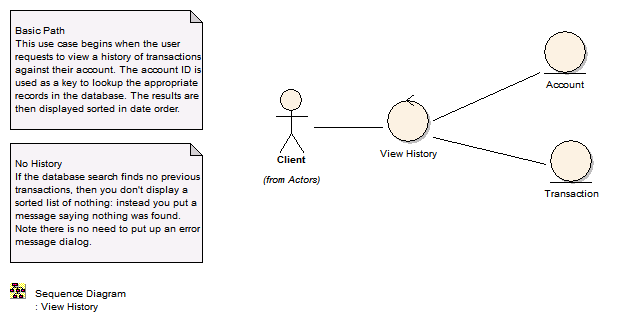 Basic Path
This use case begins when the user
requests to view a history of transactions
against their account. The account ID is
used as a key to lookup the appropriate
records in the database. The results are
then displayed sorted in date order.
No History
If the database search finds no previous
transactions, then you don't display a
sorted list of nothing: instead you put a
message saying nothing was found.
Note there is no need to put up an error
message dialog.
Sequence Diagram
: View History
Client
(from Actors)
View History
Account
Transaction